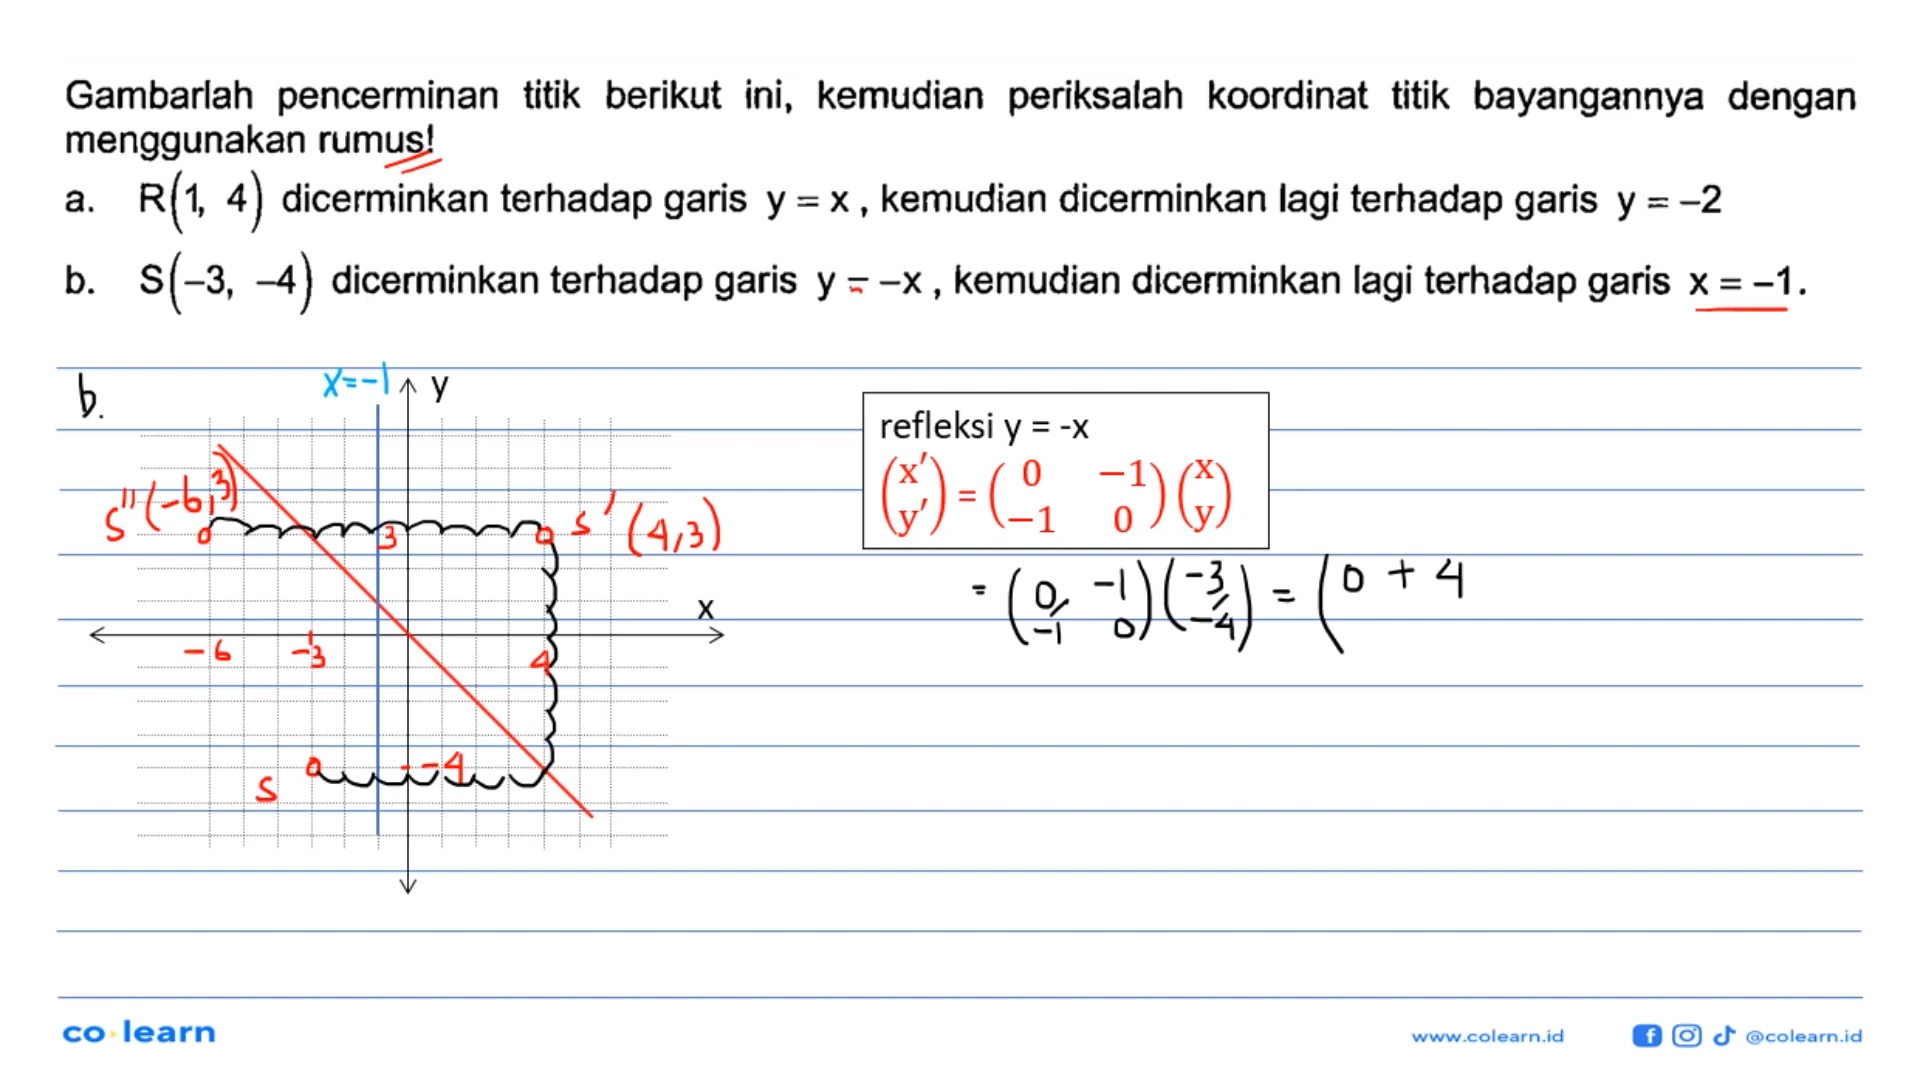 Gambarlah pencerminan titik berikut ini, kemudian periksalah koordinat titik bayangannya dengan
menggunakan rumus!
a. R(1, 4) dicerminkan terhadap garis y = x , kemudian dicerminkan lagi terhadap garis y = -2
b. S(-3, -4) dicerminkan terhadap garis y = -x , kemudian dicerminkan lagi terhadap garis x = -1.
b.
x=-1
y
S''(-6,3)
3
S'(4,3)
x
-6
-3
4
-4
S
refleksi y = -x
(x' y') = (0 -1 -1 0)(x y)
= (0 -1 -1 0)(-3 -4) = (0 + 4
co learn
www.colearn.id
@colearn.id